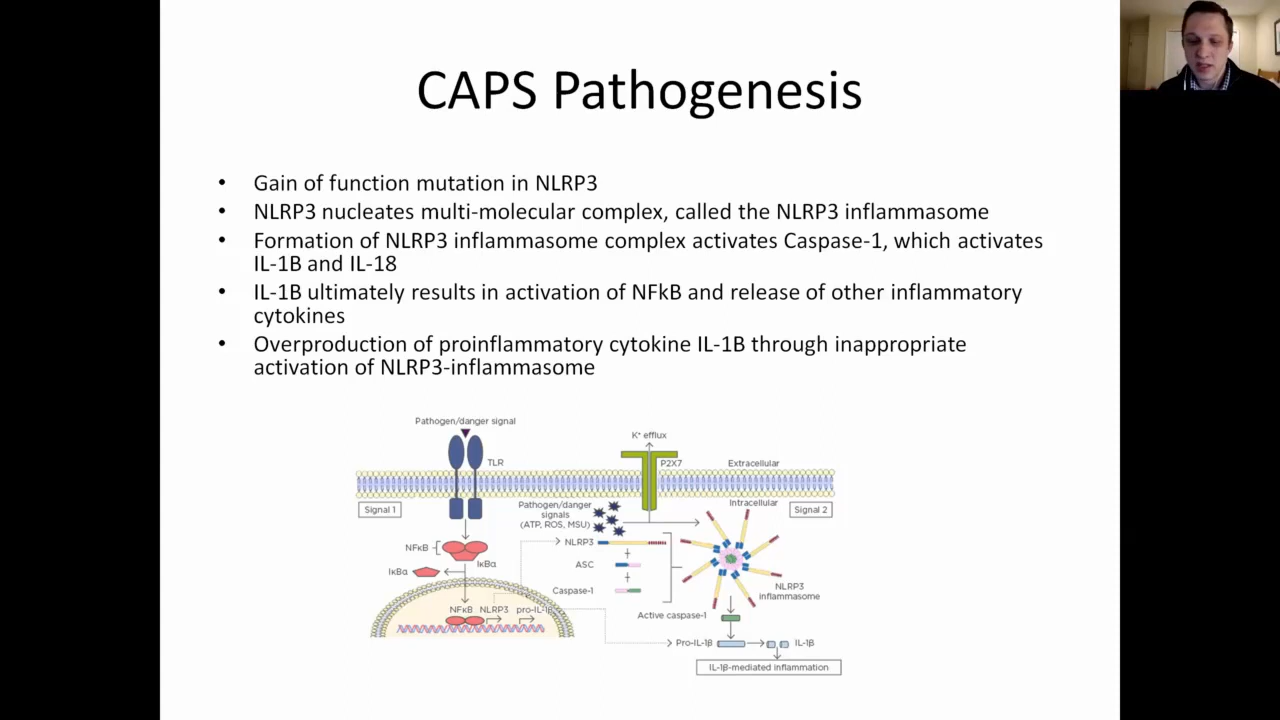 CAPS Pathogenesis
• Gain of function mutation in NLRP3
• NLRP3 nucleates multi-molecular complex, called the NLRP3 inflammasome
• Formation of NLRP3 inflammasome complex activates Caspase-1, which activates
IL-1B and IL-18
• IL-1B ultimately results in activation of NFkB and release of other inflammatory
cytokines
• Overproduction of proinflammatory cytokine IL-1B through inappropriate
activation of NLRP3-inflammasome
Pathogen/danger signal
TLR
Signal 1
NFκB
IκBα
IκBα
NFκB NLRP3 pro-IL-1β
K⁺ efflux
P2X7
Extracellular
Intracellular
Signal 2
Pathogen/danger
signals
(ATP, ROS, MSU)
NLRP3
+
ASC
+
Caspase-1
NLRP3
inflammasome
Active caspase-1
Pro-IL-1β
IL-1β
IL-1β-mediated inflammation